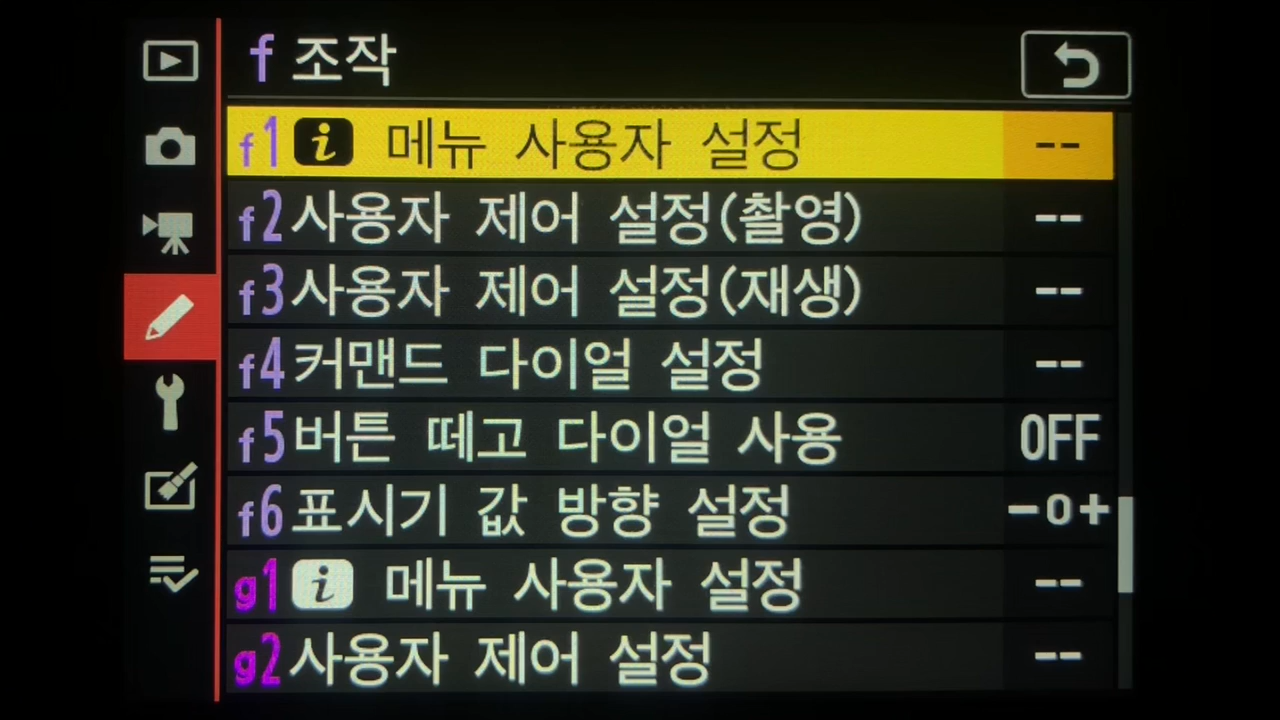 f 조작
f1 i 메뉴 사용자 설정 --
f2 사용자 제어 설정(촬영) --
f3 사용자 제어 설정(재생) --
f4 커맨드 다이얼 설정 --
f5 버튼 떼고 다이얼 사용 OFF
f6 표시기 값 방향 설정 −0+
g1 i 메뉴 사용자 설정 --
g2 사용자 제어 설정 --